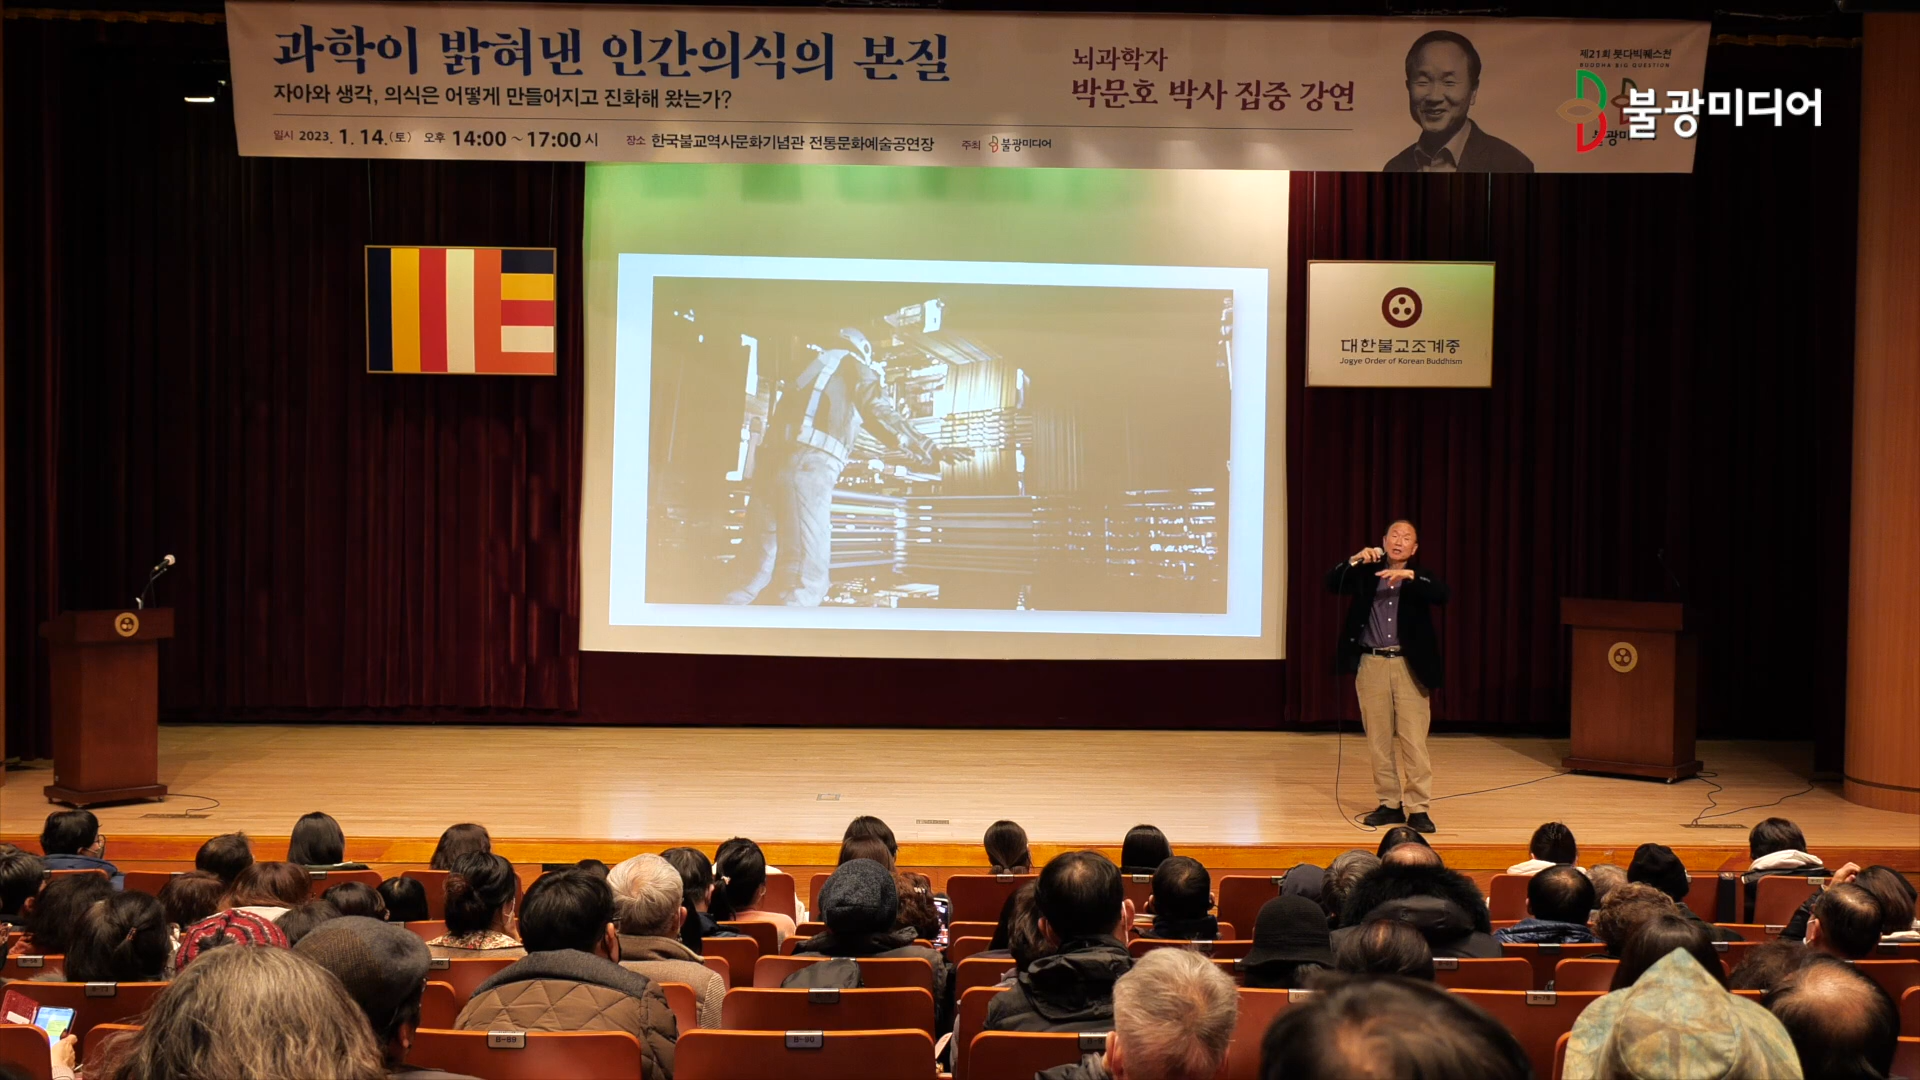 과학이 밝혀낸 인간의식의 본질
자아와 생각, 의식은 어떻게 만들어지고 진화해 왔는가?
일시 2023. 1. 14.(토) 오후 14:00 ~ 17:00 시 장소 한국불교역사문화기념관 전통문화예술공연장 주최 불광미디어
뇌과학자
박문호 박사 집중 강연
제21회 붓다빅퀘스천
BUDDHA BIG QUESTION
불광미디어
대한불교조계종
Jogye Order of Korean Buddhism
B-89
B-90